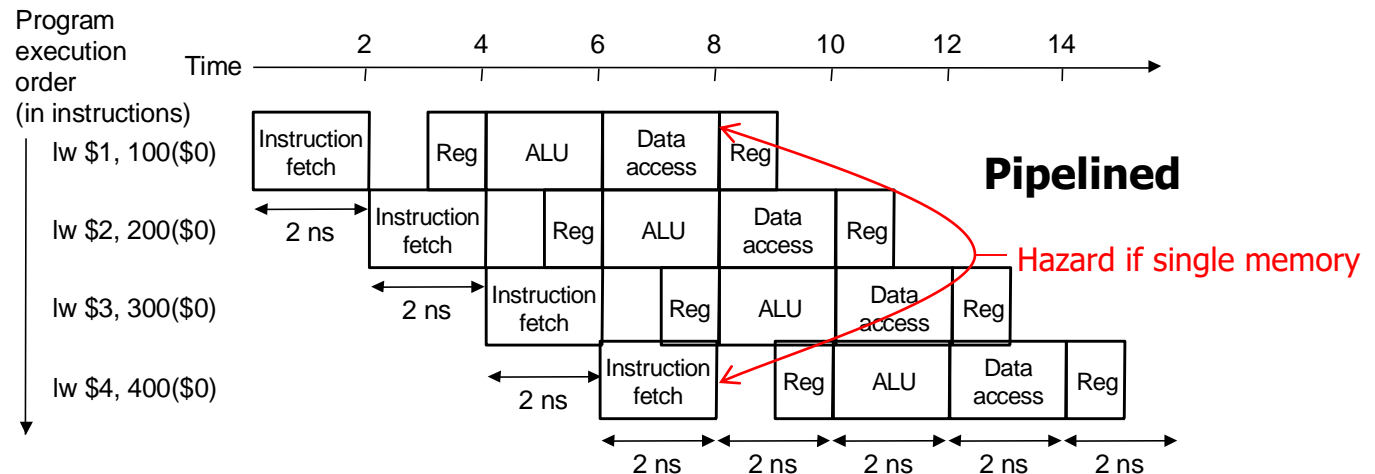 Program
execution
order
(in instructions)
Time
2 4 6 8 10 12 14
lw $1, 100($0)
Instruction
fetch
Reg
ALU
Data
access
Reg
Pipelined
2 ns
lw $2, 200($0)
Instruction
fetch
Reg
ALU
Data
access
Reg
Hazard if single memory
2 ns
lw $3, 300($0)
Instruction
fetch
Reg
ALU
Data
access
Reg
2 ns
lw $4, 400($0)
Instruction
fetch
Reg
ALU
Data
access
Reg
2 ns 2 ns 2 ns 2 ns 2 ns